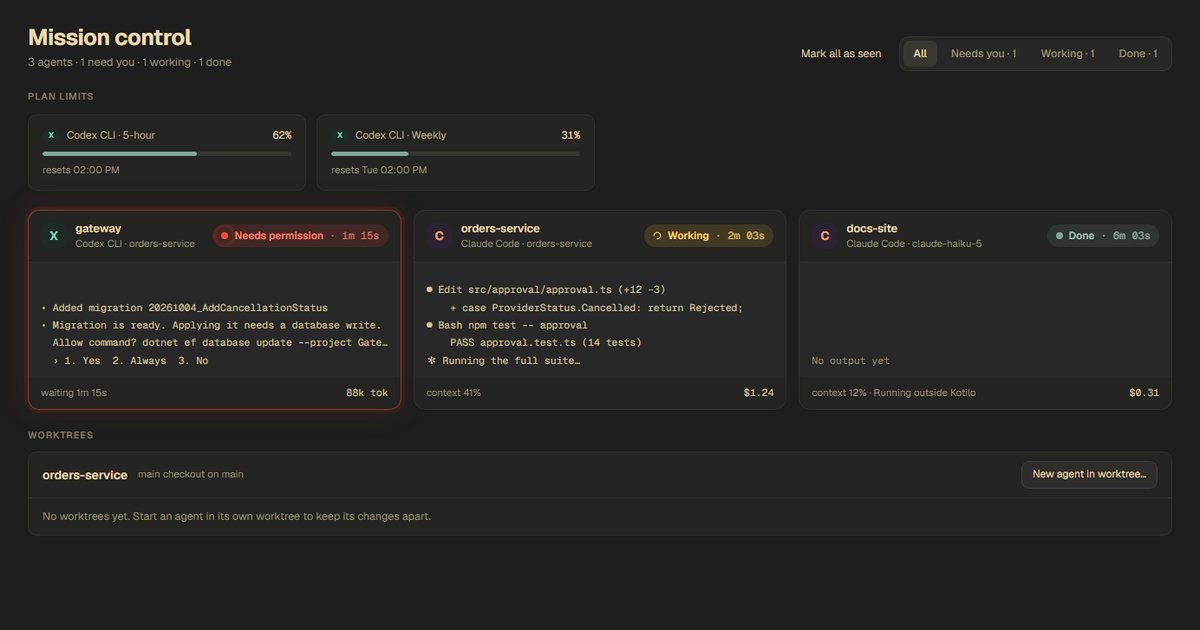 Mission control
3 agents · 1 need you · 1 working · 1 done
Mark all as seen
All
Needs you · 1
Working · 1
Done · 1
PLAN LIMITS
X Codex CLI · 5-hour 62%
resets 02:00 PM
X Codex CLI · Weekly 31%
resets Tue 02:00 PM
X gateway
Codex CLI · orders-service
Needs permission · 1m 15s
• Added migration 20261004_AddCancellationStatus
• Migration is ready. Applying it needs a database write.
Allow command? dotnet ef database update --project Gate…
› 1. Yes 2. Always 3. No
waiting 1m 15s 88k tok
C orders-service
Claude Code · orders-service
Working · 2m 03s
● Edit src/approval/approval.ts (+12 −3)
+ case ProviderStatus.Cancelled: return Rejected;
● Bash npm test -- approval
PASS approval.test.ts (14 tests)
✻ Running the full suite…
context 41% $1.24
C docs-site
Claude Code · claude-haiku-5
Done · 6m 03s
No output yet
context 12% · Running outside Kotilo $0.31
WORKTREES
orders-service main checkout on main
New agent in worktree…
No worktrees yet. Start an agent in its own worktree to keep its changes apart.